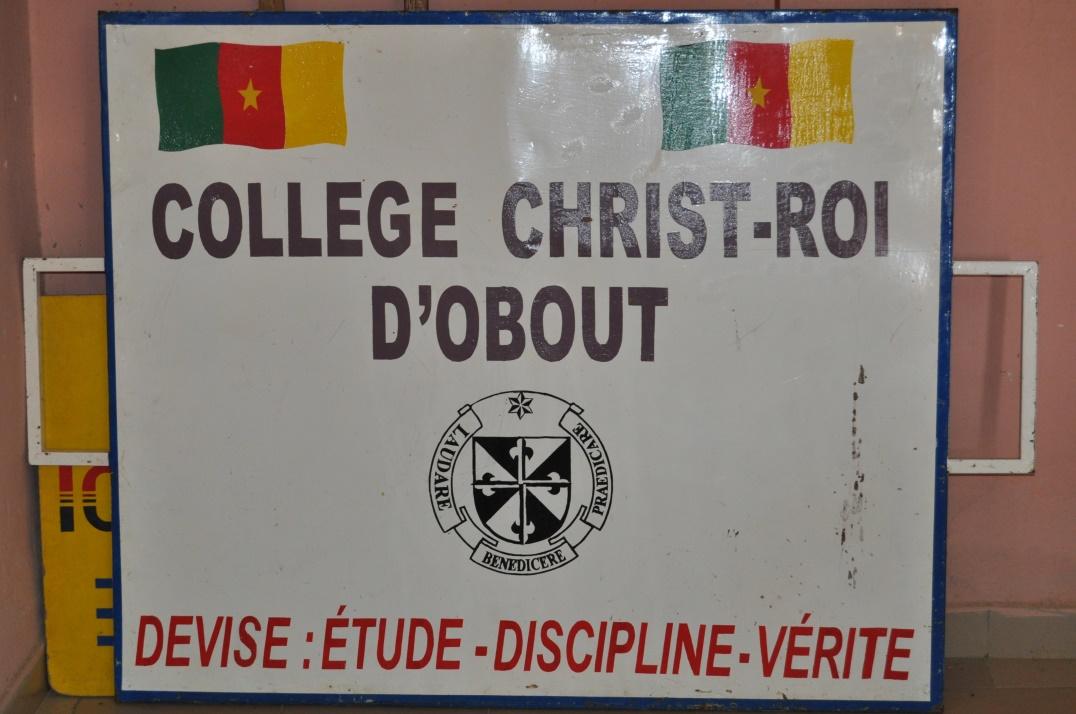 COLLEGE CHRIST-ROI
D'OBOUT
LAUDARE
BENEDICERE
PRAEDICARE
DEVISE : ÉTUDE - DISCIPLINE - VÉRITE